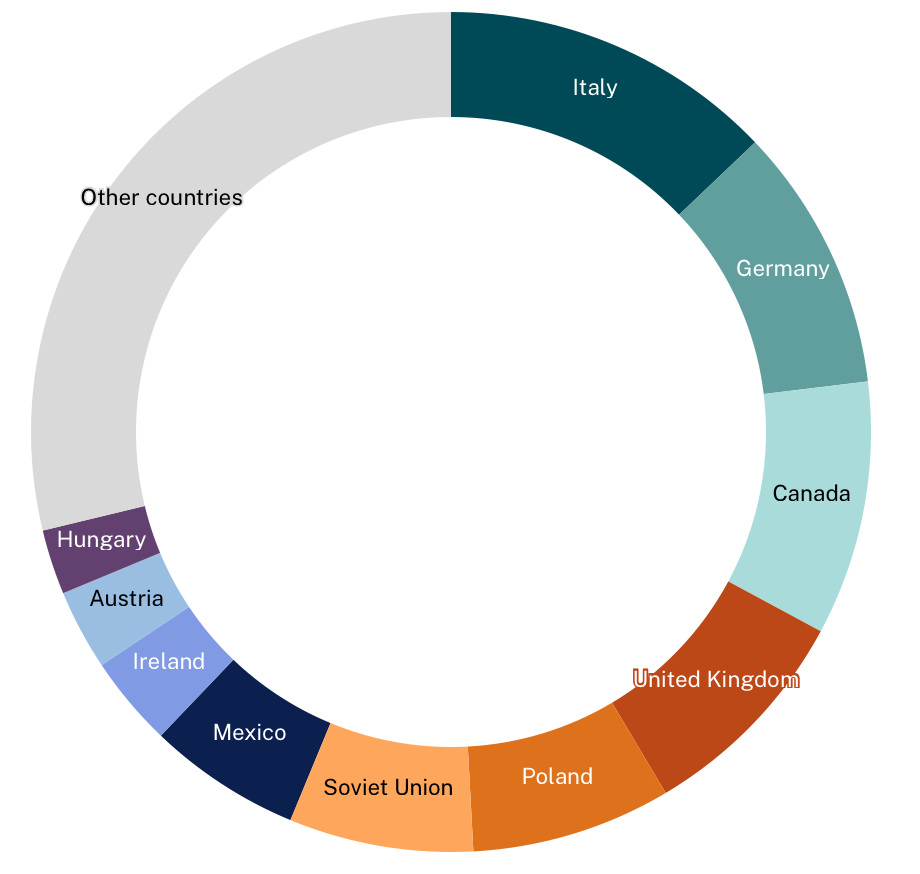 Italy
Other countries
Germany
Canada
Hungary
Austria
Ireland
United Kingdom
Mexico
Poland
Soviet Union